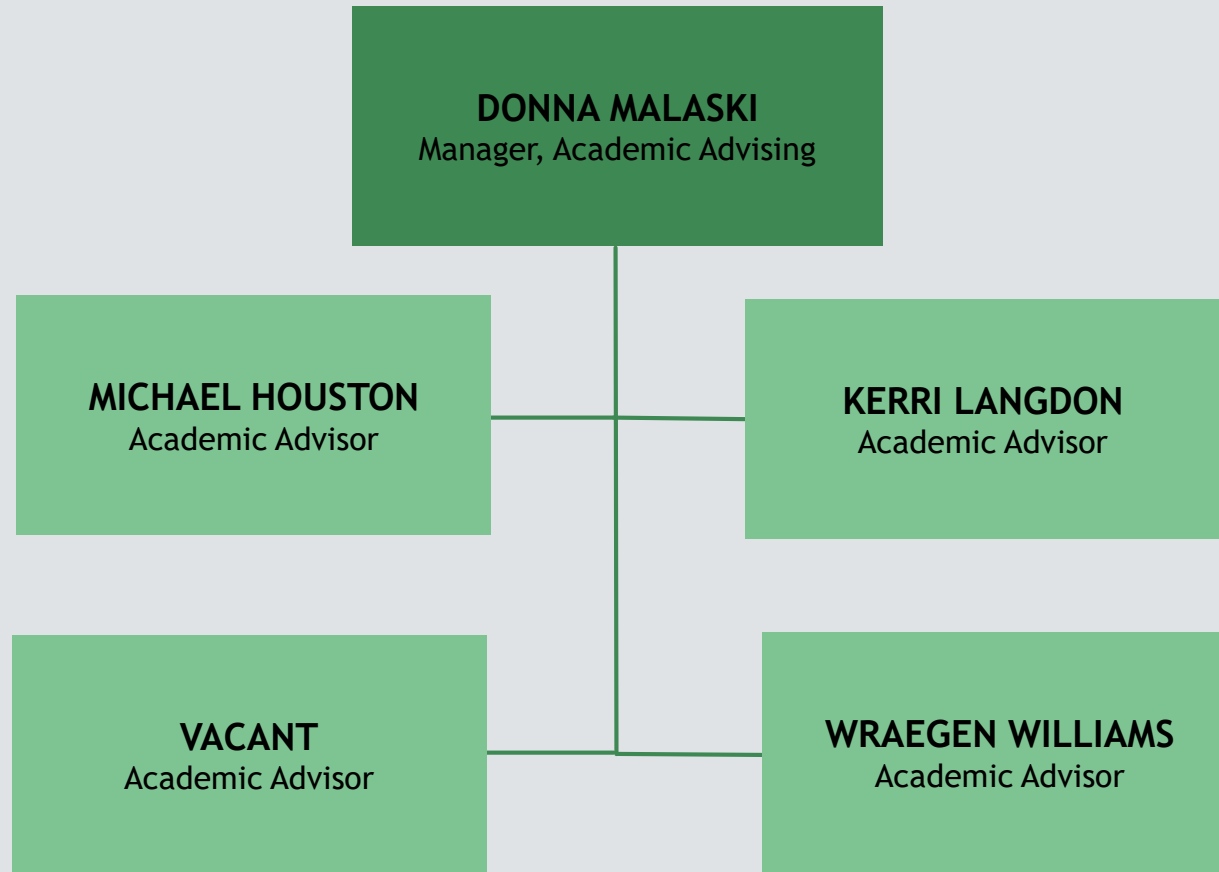 DONNA MALASKI
Manager, Academic Advising
MICHAEL HOUSTON
Academic Advisor
KERRI LANGDON
Academic Advisor
VACANT
Academic Advisor
WRAEGEN WILLIAMS
Academic Advisor